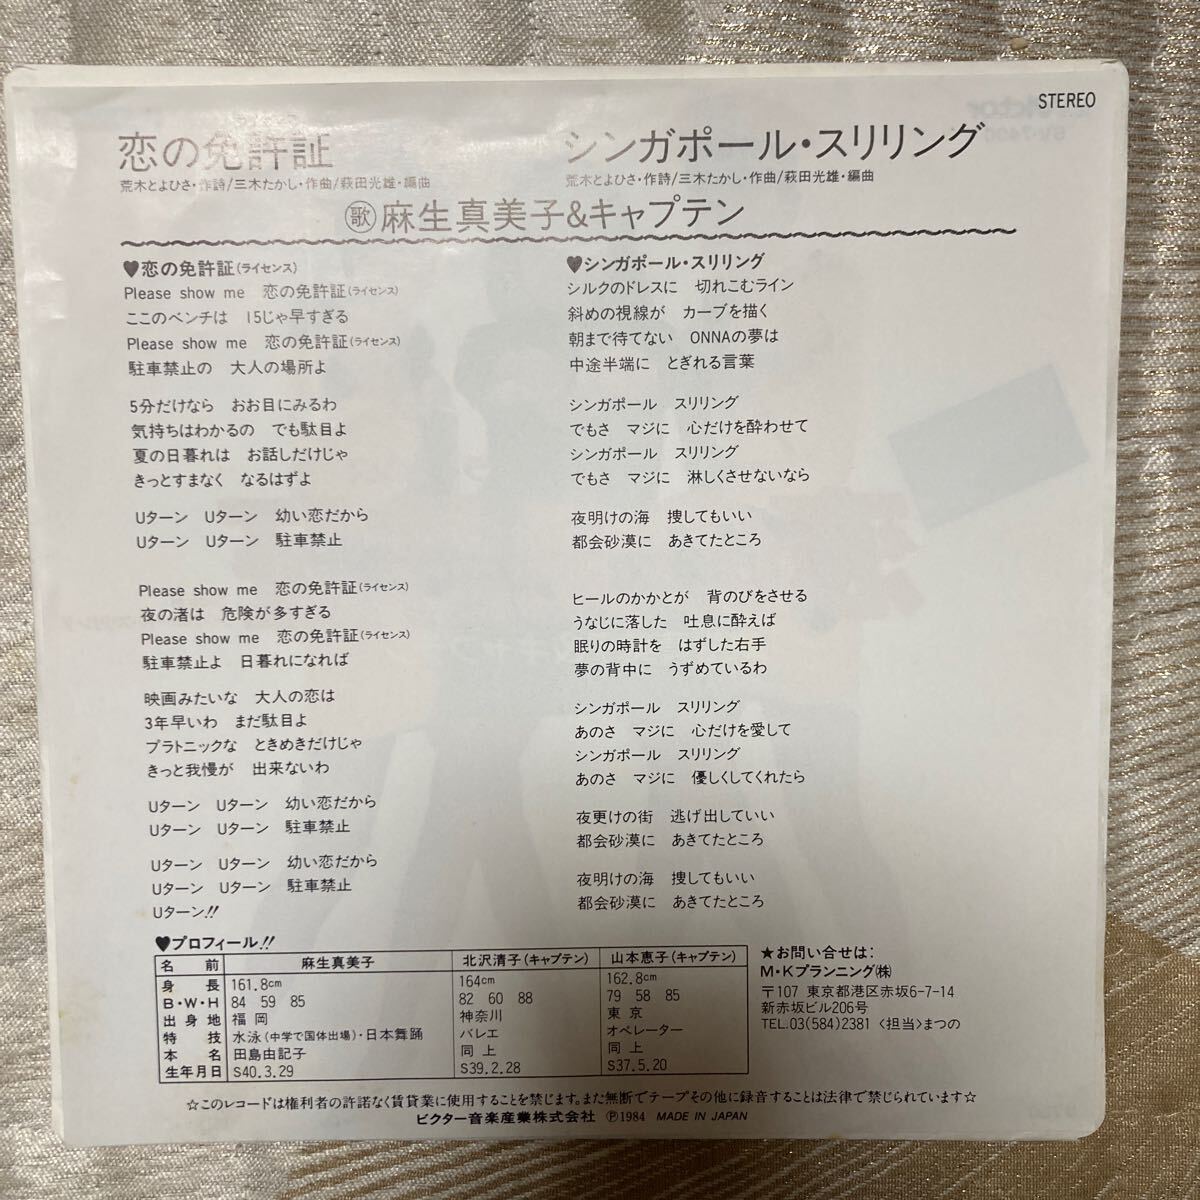 STEREO
恋の免許証
荒木とよひさ・作詩/三木たかし・作曲/萩田光雄・編曲
シンガポール・スリリング
荒木とよひさ・作詩/三木たかし・作曲/萩田光雄・編曲
歌 麻生真美子&キャプテン
♥恋の免許証(ライセンス)
Please show me 恋の免許証(ライセンス)
ここのベンチは 15じゃ早すぎる
Please show me 恋の免許証(ライセンス)
駐車禁止の 大人の場所よ
5分だけなら おお目にみるわ
気持ちはわかるの でも駄目よ
夏の日暮れは お話しだけじゃ
きっとすまなく なるはずよ
Uターン Uターン 幼い恋だから
Uターン Uターン 駐車禁止
Please show me 恋の免許証(ライセンス)
夜の渚は 危険が多すぎる
Please show me 恋の免許証(ライセンス)
駐車禁止よ 日暮れになれば
映画みたいな 大人の恋は
3年早いわ まだ駄目よ
プラトニックな ときめきだけじゃ
きっと我慢が 出来ないわ
Uターン Uターン 幼い恋だから
Uターン Uターン 駐車禁止
Uターン Uターン 幼い恋だから
Uターン Uターン 駐車禁止
Uターン!!
♥シンガポール・スリリング
シルクのドレスに 切れこむライン
斜めの視線が カーブを描く
朝まで待てない ONNAの夢は
中途半端に とぎれる言葉
シンガポール スリリング
でもさ マジに 心だけを酔わせて
シンガポール スリリング
でもさ マジに 淋しくさせないなら
夜明けの海 捜してもいい
都会砂漠に あきてたところ
ヒールのかかとが 背のびをさせる
うなじに落した 吐息に酔えば
眠りの時計を はずした右手
夢の背中に うずめているわ
シンガポール スリリング
あのさ マジに 心だけを愛して
シンガポール スリリング
あのさ マジに 優しくしてくれたら
夜更けの街 逃げ出していい
都会砂漠に あきてたところ
夜明けの海 捜してもいい
都会砂漠に あきてたところ
♥プロフィール!!
名 前 麻生真美子 北沢清子(キャプテン) 山本恵子(キャプテン)
身 長 161.8cm 164cm 162.8cm
B・W・H 84 59 85 82 60 88 79 58 85
出身地 福岡 神奈川 東京
特 技 水泳(中学で国体出場)・日本舞踊 バレエ オペレーター
本 名 田島由記子 同上 同上
生年月日 S40.3.29 S39.2.28 S37.5.20
★お問い合せは:
M・Kプランニング㈱
〒107 東京都港区赤坂6-7-14
新赤坂ビル206号
TEL.03(584)2381 〈担当〉まつの
☆このレコードは権利者の許諾なく賃貸業に使用することを禁じます。また無断でテープその他に録音することは法律で禁じられています☆
ビクター音楽産業株式会社 Ⓟ1984 MADE IN JAPAN